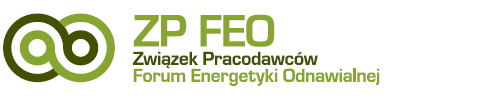 ZP FEO
Związek Pracodawców
Forum Energetyki Odnawialnej